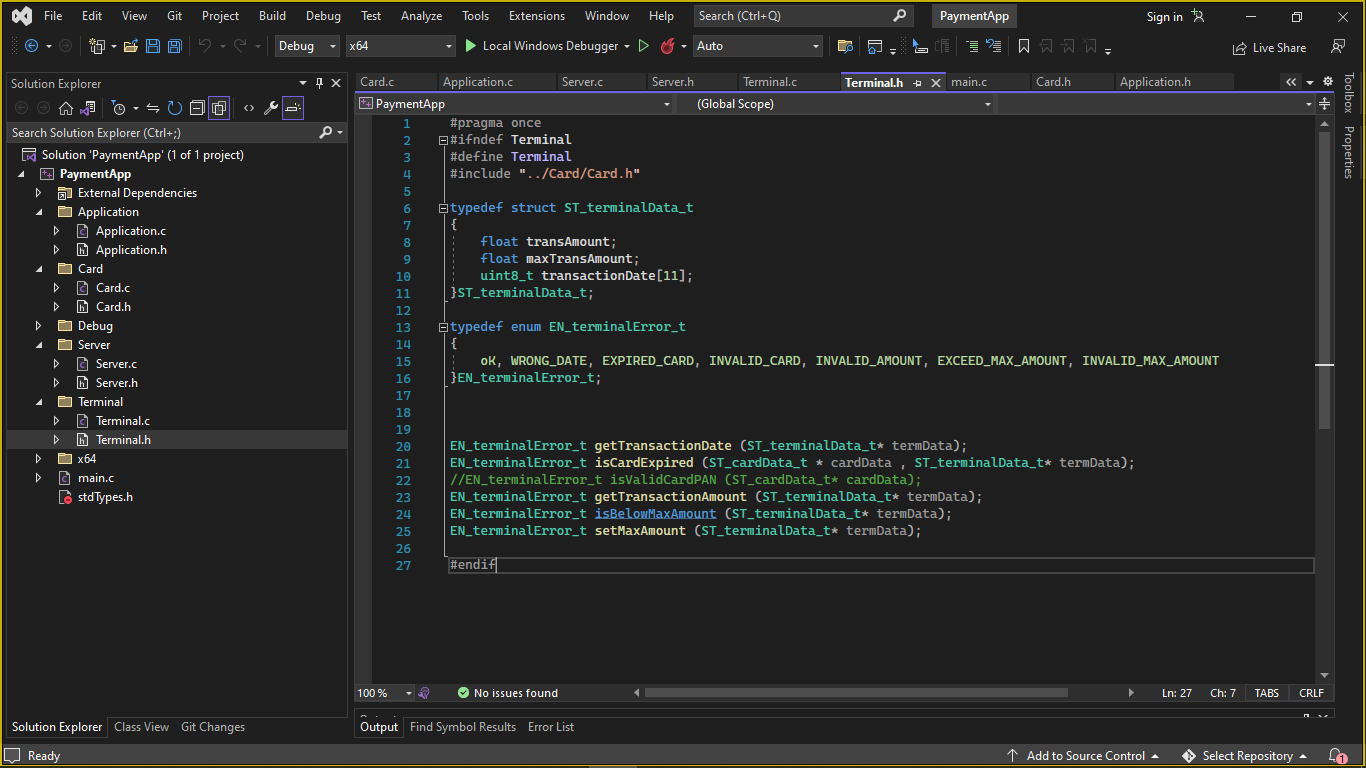 File Edit View Git Project Build Debug Test Analyze Tools Extensions Window Help Search (Ctrl+Q) PaymentApp Sign in
Debug x64 Local Windows Debugger Auto Live Share
Solution Explorer
Search Solution Explorer (Ctrl+;)
Solution 'PaymentApp' (1 of 1 project)
PaymentApp
External Dependencies
Application
Application.c
Application.h
Card
Card.c
Card.h
Debug
Server
Server.c
Server.h
Terminal
Terminal.c
Terminal.h
x64
main.c
stdTypes.h
Solution Explorer Class View Git Changes
Card.c Application.c Server.c Server.h Terminal.c Terminal.h main.c Card.h Application.h
PaymentApp (Global Scope)
1 #pragma once
2 #ifndef Terminal
3 #define Terminal
4 #include "../Card/Card.h"
5
6 typedef struct ST_terminalData_t
7 {
8 float transAmount;
9 float maxTransAmount;
10 uint8_t transactionDate[11];
11 }ST_terminalData_t;
12
13 typedef enum EN_terminalError_t
14 {
15 oK, WRONG_DATE, EXPIRED_CARD, INVALID_CARD, INVALID_AMOUNT, EXCEED_MAX_AMOUNT, INVALID_MAX_AMOUNT
16 }EN_terminalError_t;
17
18
19
20 EN_terminalError_t getTransactionDate (ST_terminalData_t* termData);
21 EN_terminalError_t isCardExpired (ST_cardData_t * cardData , ST_terminalData_t* termData);
22 //EN_terminalError_t isValidCardPAN (ST_cardData_t* cardData);
23 EN_terminalError_t getTransactionAmount (ST_terminalData_t* termData);
24 EN_terminalError_t isBelowMaxAmount (ST_terminalData_t* termData);
25 EN_terminalError_t setMaxAmount (ST_terminalData_t* termData);
26
27 #endif
100 % No issues found Ln: 27 Ch: 7 TABS CRLF
Output Find Symbol Results Error List
Toolbox
Properties
Ready Add to Source Control Select Repository 1